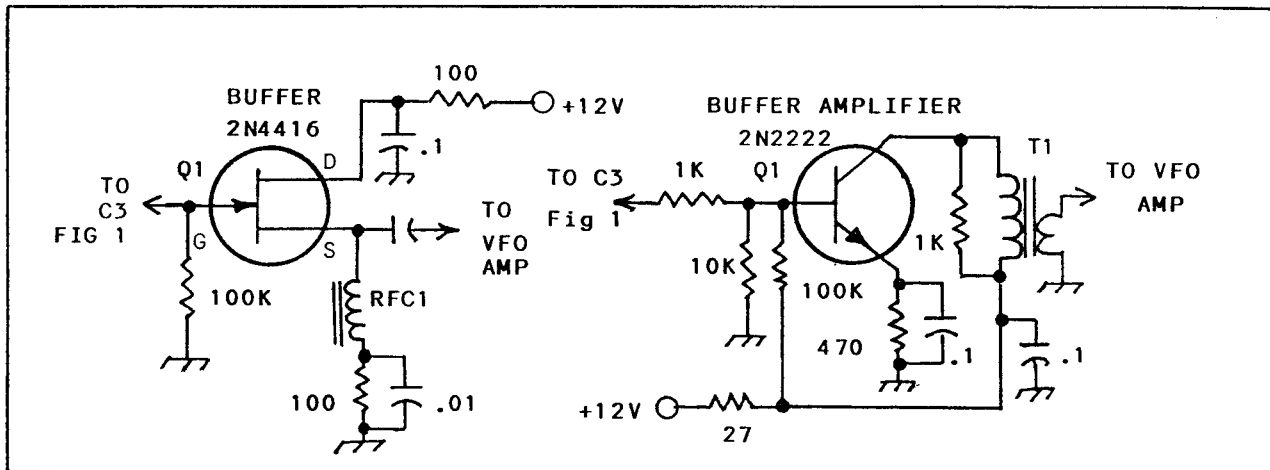 100
BUFFER
2N4416
+12V
.1
D
Q1
TO
C3
FIG 1
G
S
TO
VFO
AMP
100K
RFC1
100
.01
BUFFER AMPLIFIER
2N2222
T1
1K
Q1
TO C3
Fig 1
TO VFO
AMP
1K
10K
100K
470
.1
.1
+12V
27